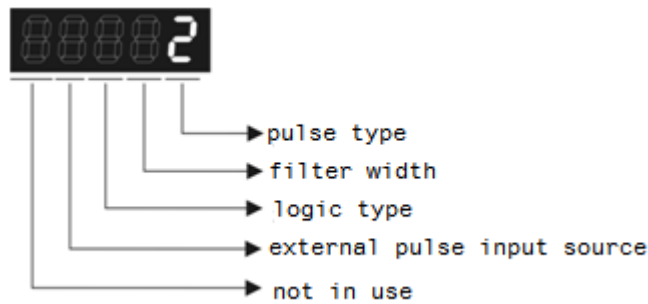 2
pulse type
filter width
logic type
external pulse input source
not in use